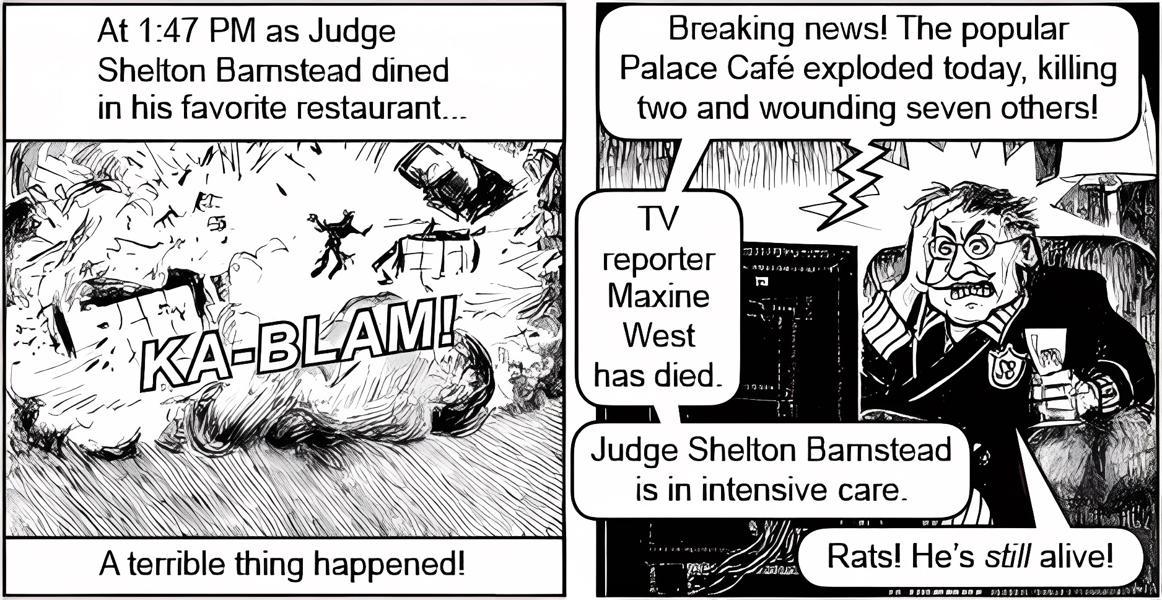 At 1:47 PM as Judge
Shelton Barnstead dined
in his favorite restaurant...
KA-BLAM!
A terrible thing happened!
Breaking news! The popular
Palace Café exploded today, killing
two and wounding seven others!
TV
reporter
Maxine
West
has died.
Judge Shelton Barnstead
is in intensive care.
Rats! He's still alive!